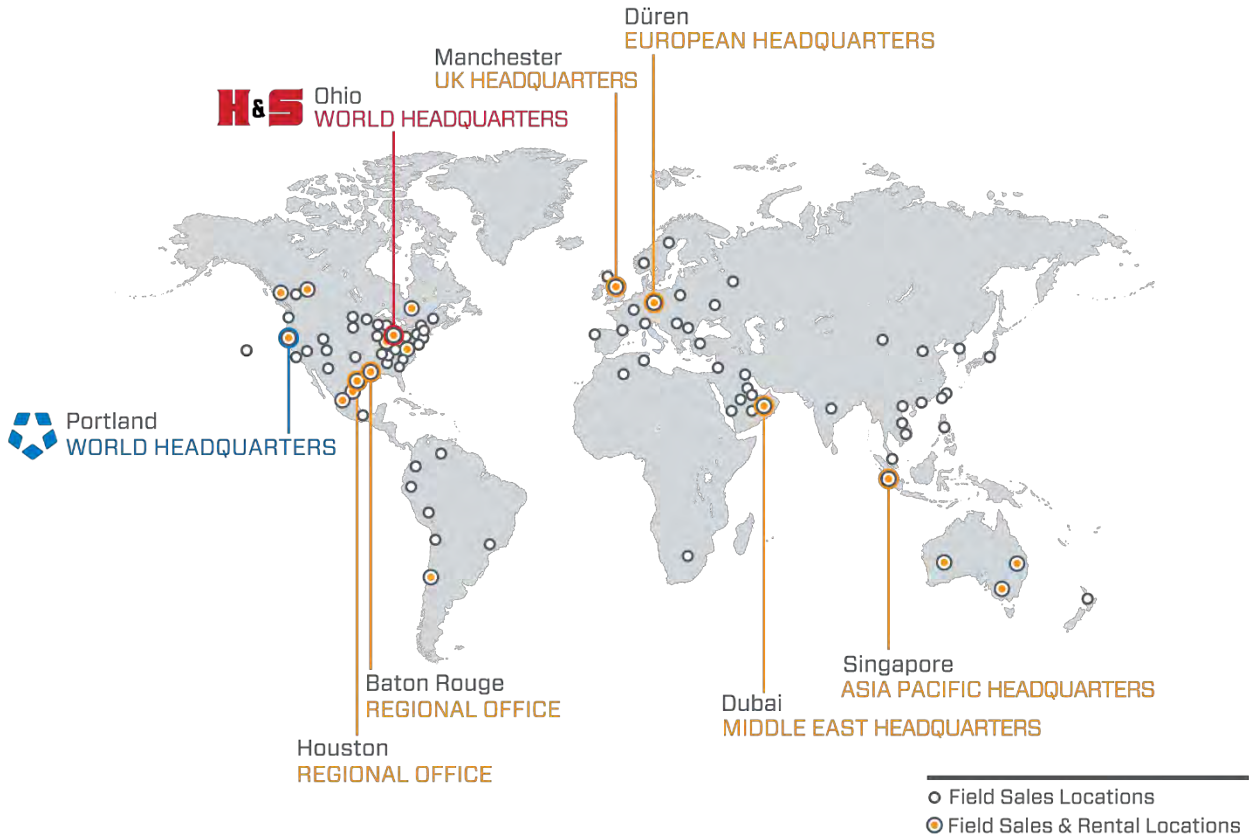 Düren
EUROPEAN HEADQUARTERS
Manchester
UK HEADQUARTERS
H&S
Ohio
WORLD HEADQUARTERS
Portland
WORLD HEADQUARTERS
Baton Rouge
REGIONAL OFFICE
Houston
REGIONAL OFFICE
Singapore
ASIA PACIFIC HEADQUARTERS
Dubai
MIDDLE EAST HEADQUARTERS
Field Sales Locations
Field Sales & Rental Locations